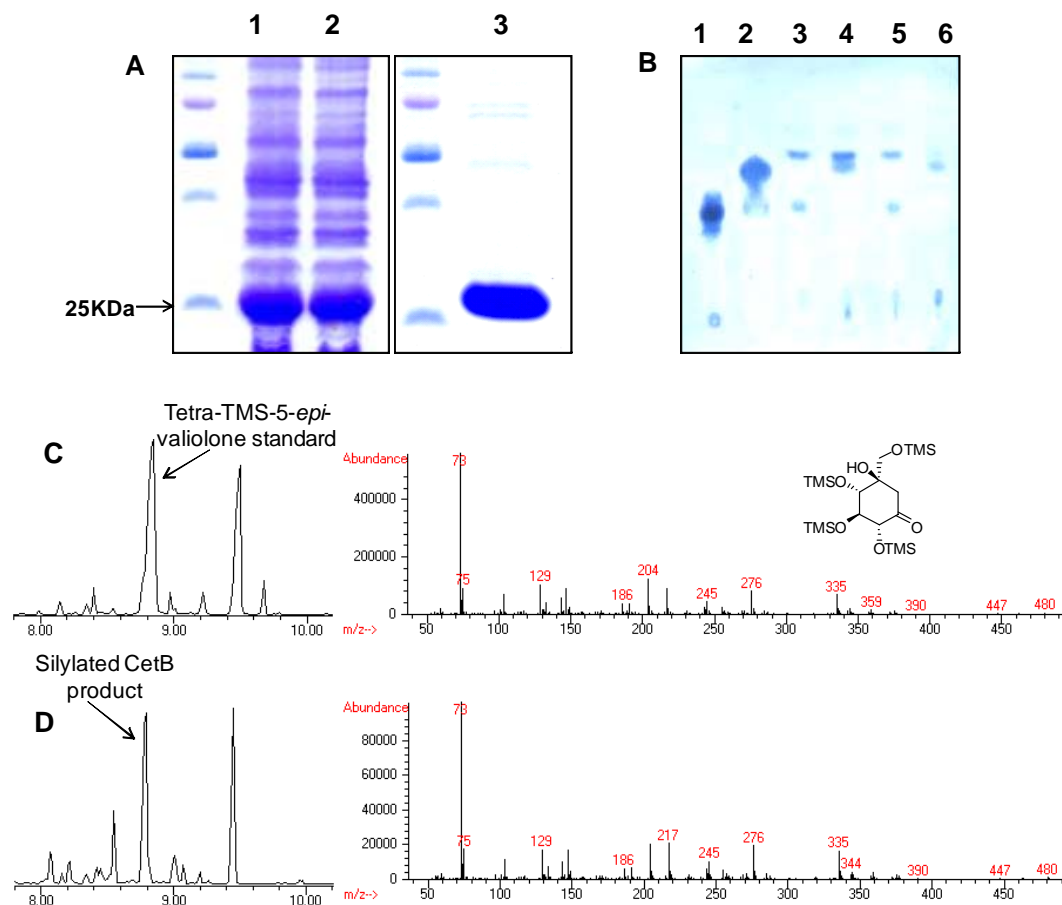 1 2 3
A
25KDa
1 2 3 4 5 6
B
C
Tetra-TMS-5-epi-
valiolone standard
8.00 9.00 10.00
Abundance
400000
200000
0
m/z-->
73
75
129
186
204
245
276
335
359
390
447
480
50 100 150 200 250 300 350 400 450
OTMS
HO
TMSO
TMSO
O
OTMS
D
Silylated CetB
product
8.00 9.00 10.00
Abundance
80000
60000
40000
20000
0
m/z-->
73
75
129
186
217
245
276
335
344
390
447
480
50 100 150 200 250 300 350 400 450